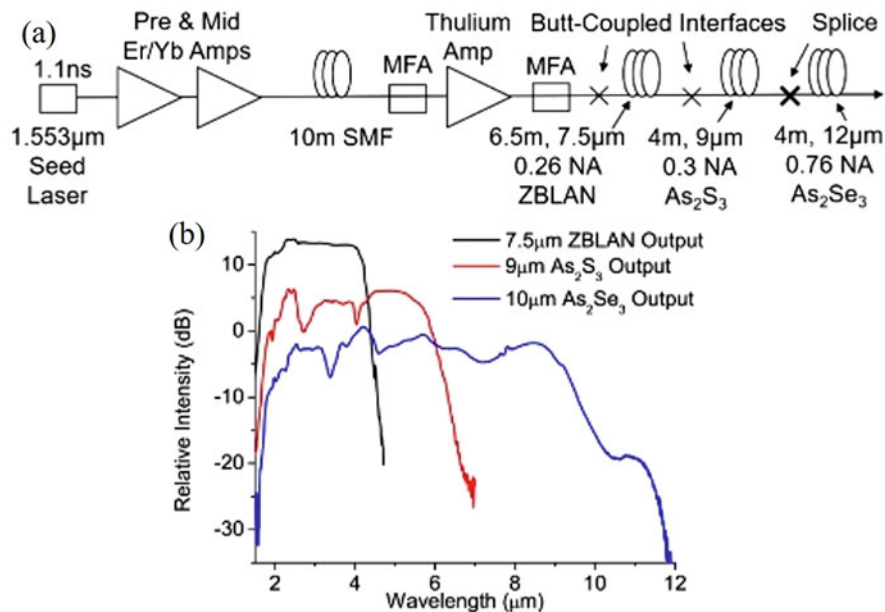 (a)
Pre & Mid
Er/Yb Amps
Thulium
Amp
Butt-Coupled Interfaces
Splice
1.1ns
MFA
MFA
1.553μm
Seed
Laser
10m SMF
6.5m, 7.5μm
0.26 NA
ZBLAN
4m, 9μm
0.3 NA
As₂S₃
4m, 12μm
0.76 NA
As₂Se₃
(b)
7.5μm ZBLAN Output
9μm As₂S₃ Output
10μm As₂Se₃ Output
Relative Intensity (dB)
10
0
-10
-20
-30
2 4 6 8 10 12
Wavelength (μm)